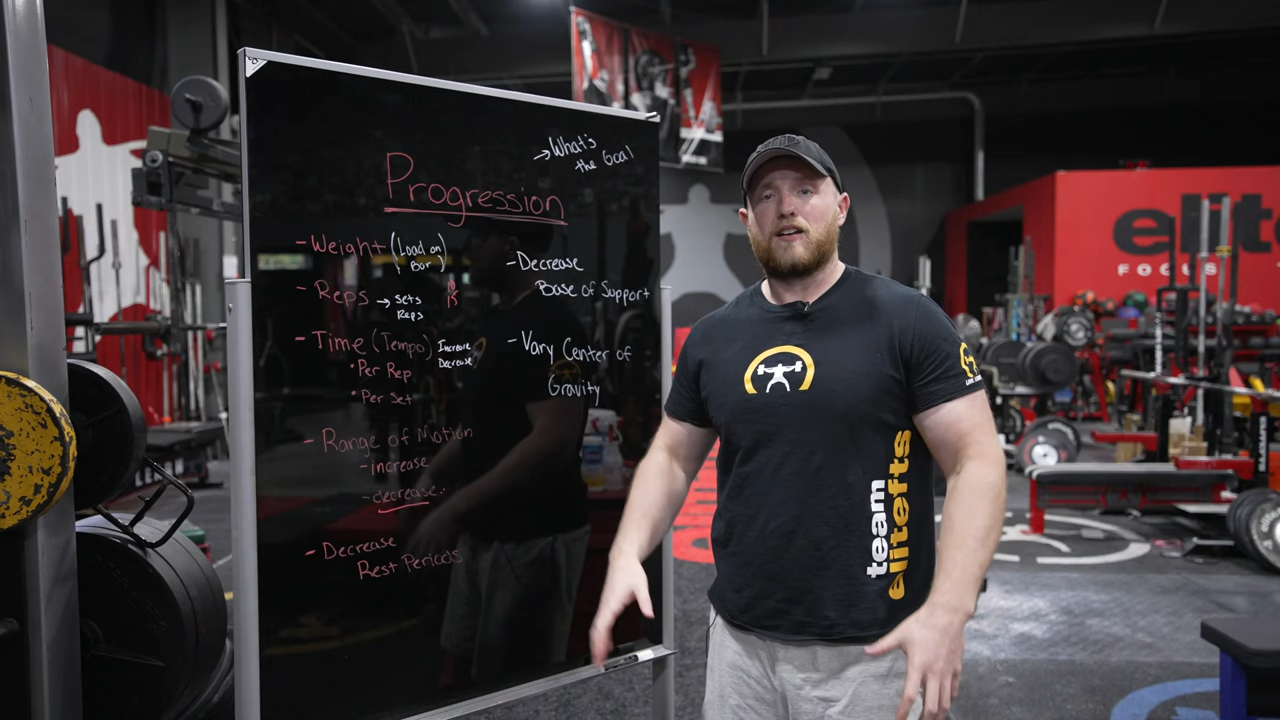 → What's
the Goal
Progression
- Weight (Load on
Bar)
- Reps → Sets
Reps
- Time (Tempo) Increase
Decrease
• Per Rep
• Per Set
- Range of Motion
- increase
- decrease..
- Decrease
Rest Periods
- Decrease
Base of Support
- Vary Center of
Gravity
team
elitefts
elite
FOCUS